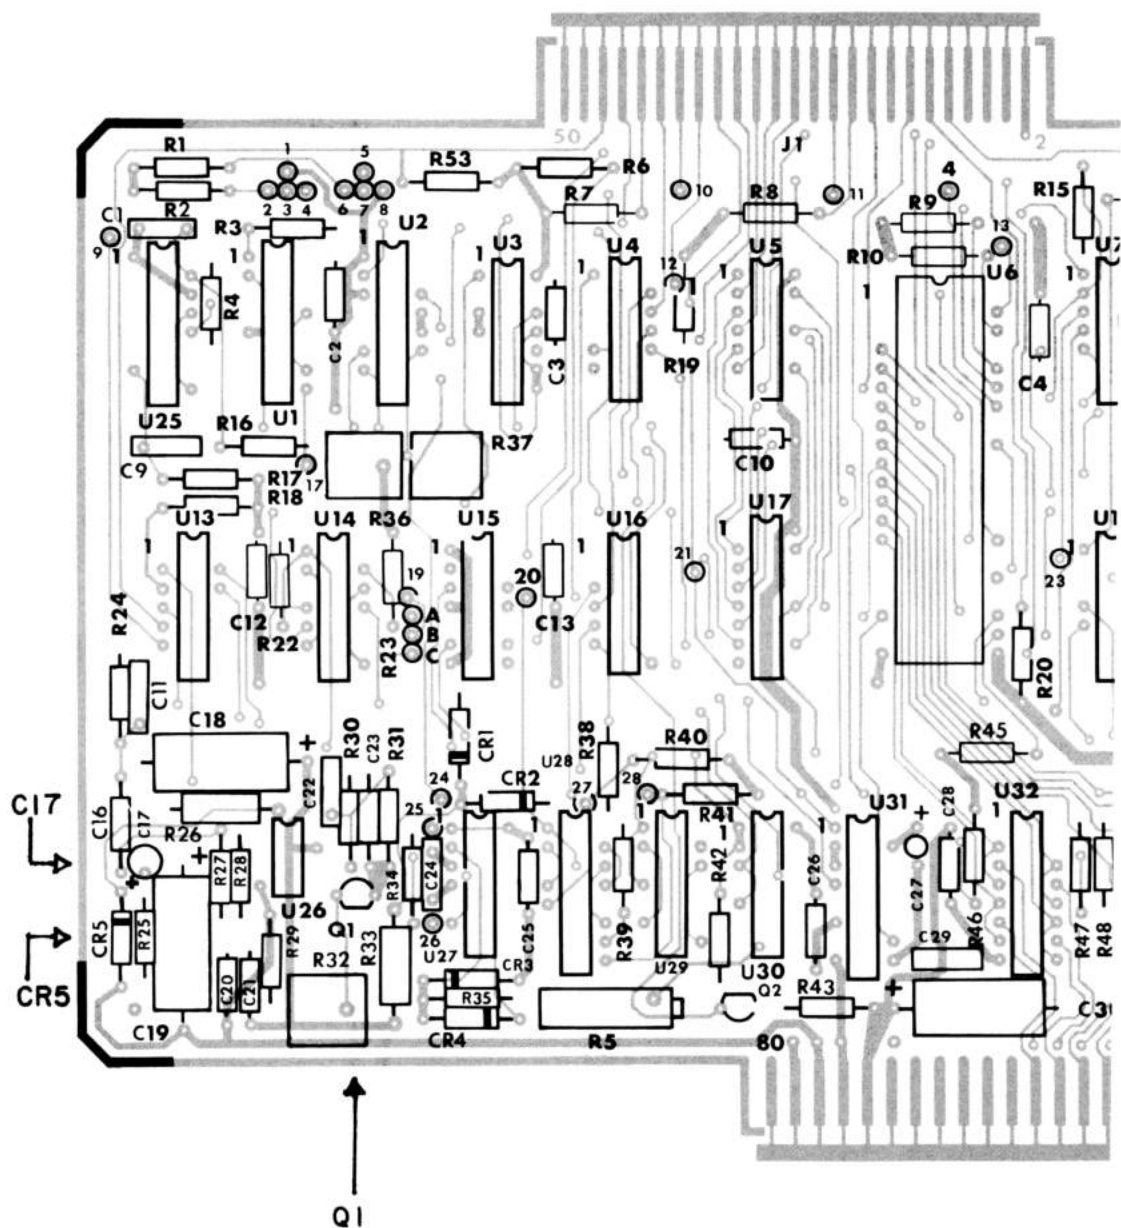 50 J1 2
R1 1 5 R53 R6
R7 10 R8 11 4 R15
R2 2 3 4 6 7 8 R9
C1 R3 U2 13
9 1 1 1 U3 U4 U5 R10 U6 U7
1 1 12 1 1 1 1
R4 C2 C3 R19 C4
U25 U1
R16 R37
C9 R17 17 C10
R18 R36 U17
U13 U14 U15 U16 U1
1 1 1 1 1 1
19 20 21 23
R24 C12 R22 R23 A C13
B
C
R20
C11
C18 + R30 C23 R31 CR1 U28 R38 R40 R45
24 CR2 27 28
C17 C16 C17 R26 C22 25 1 1 1 R41 U31 C28 U32
+ R27 R28 R34 C24 R42 1 C26 1 + 1
+ C27
U26 Q1 26 C25 R39 R46
CR5 CR5 R25 R29 R33 U27 U29 U30 C29 R47 R48
R32 CR3 Q2
C20 C21 R35 R43 + C30
C19 CR4 R5 80
Q1